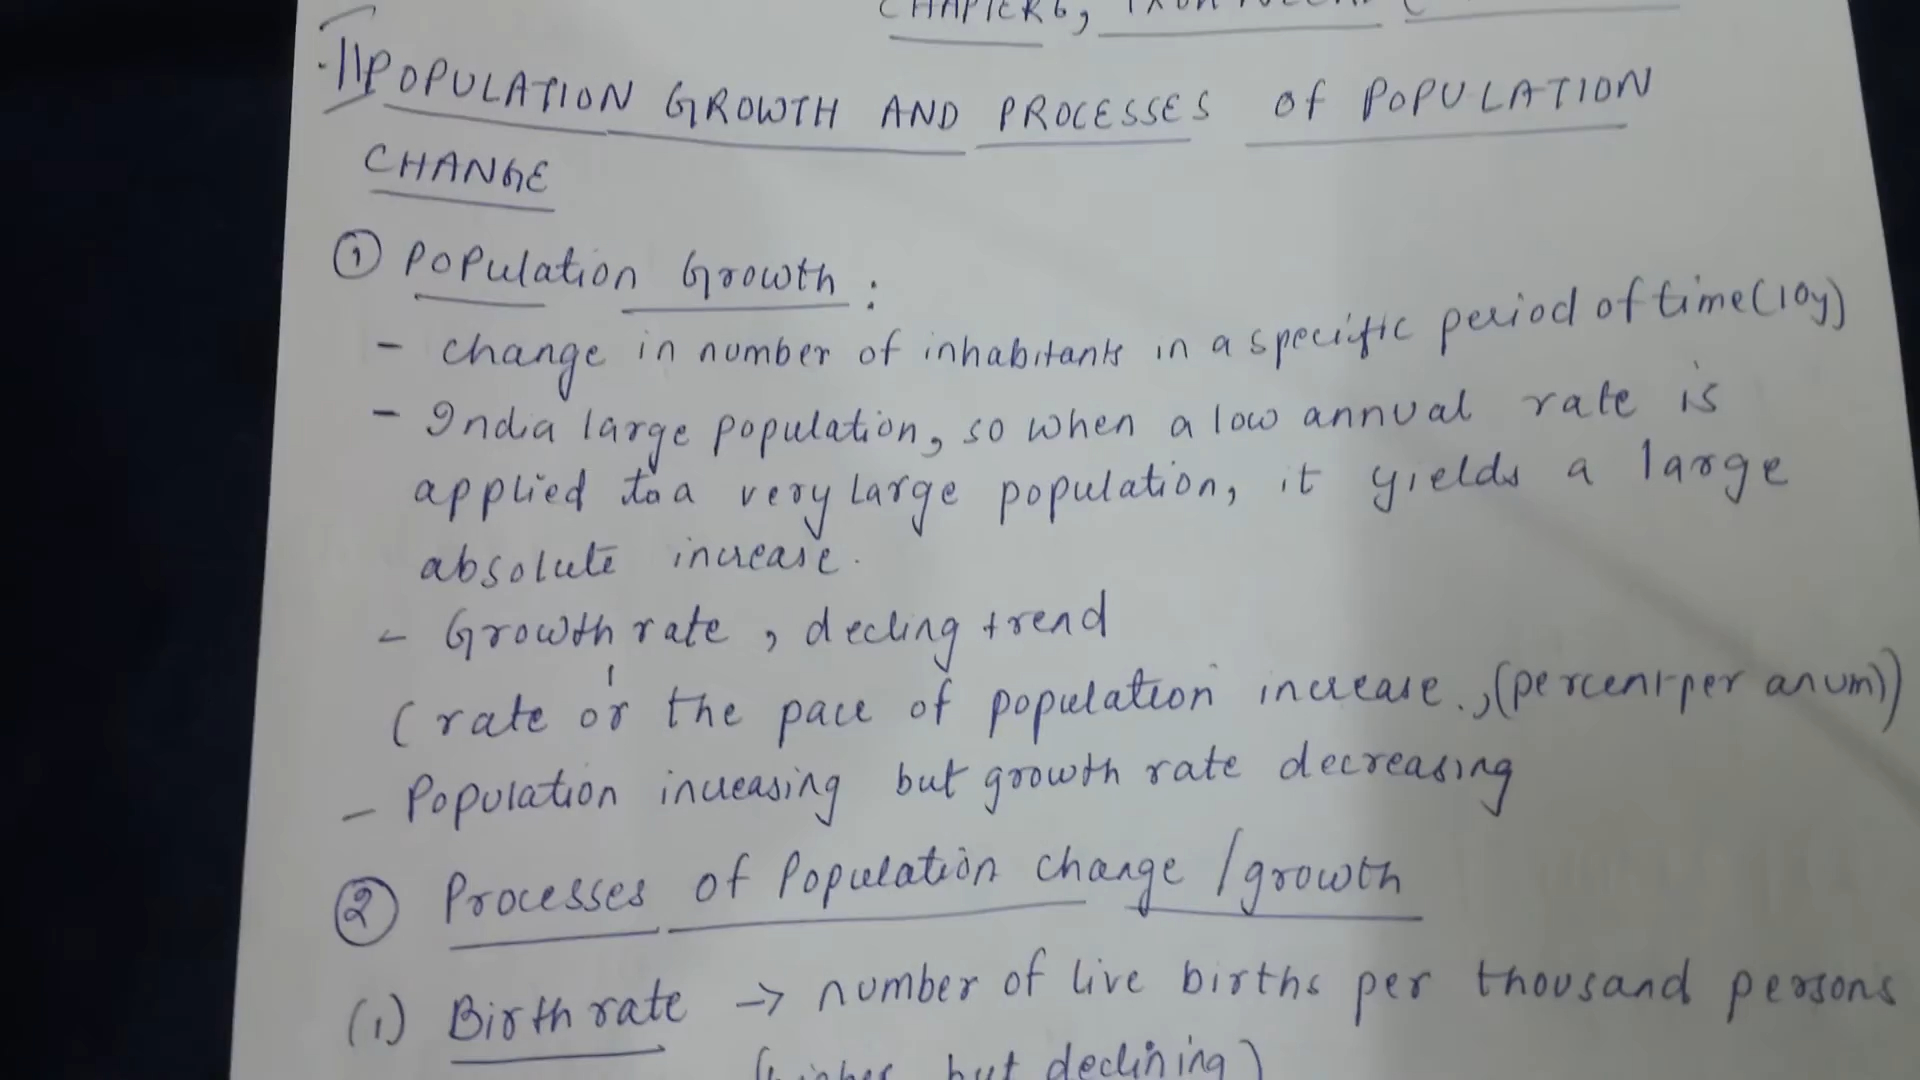 CHAPTER 6,
II POPULATION GROWTH AND PROCESSES of POPULATION
CHANGE
① Population Growth :
- change in number of inhabitants in a specific period of time (10y)
- India large population, so when a low annual rate is
applied to a very large population, it yields a large
absolute increase.
- Growth rate, decling trend
(rate or the pace of population increase., (percent per anum))
- Population increasing but growth rate decreasing
② Processes of Population change / growth
(i) Birth rate → number of live births per thousand persons
but declining)